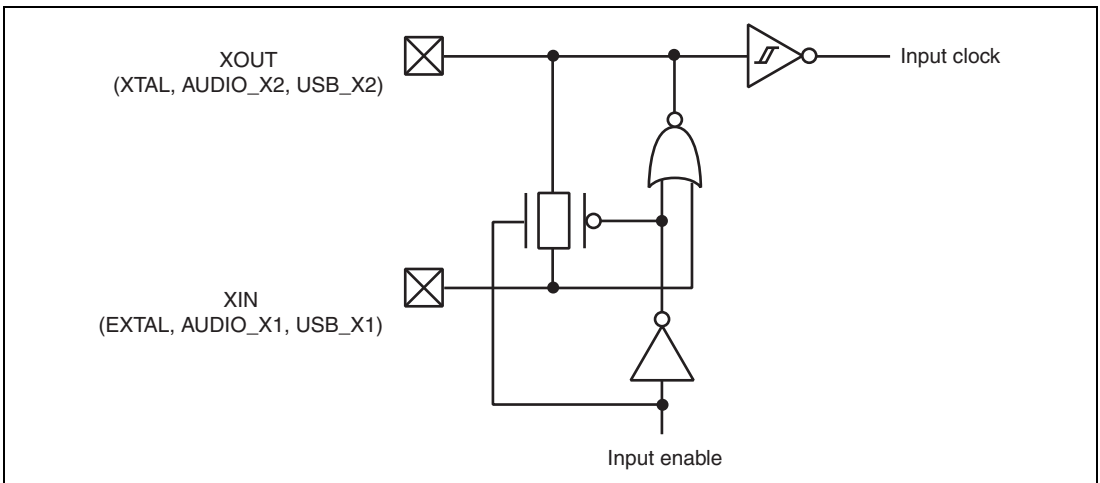 XOUT
(XTAL, AUDIO_X2, USB_X2)
Input clock
XIN
(EXTAL, AUDIO_X1, USB_X1)
Input enable